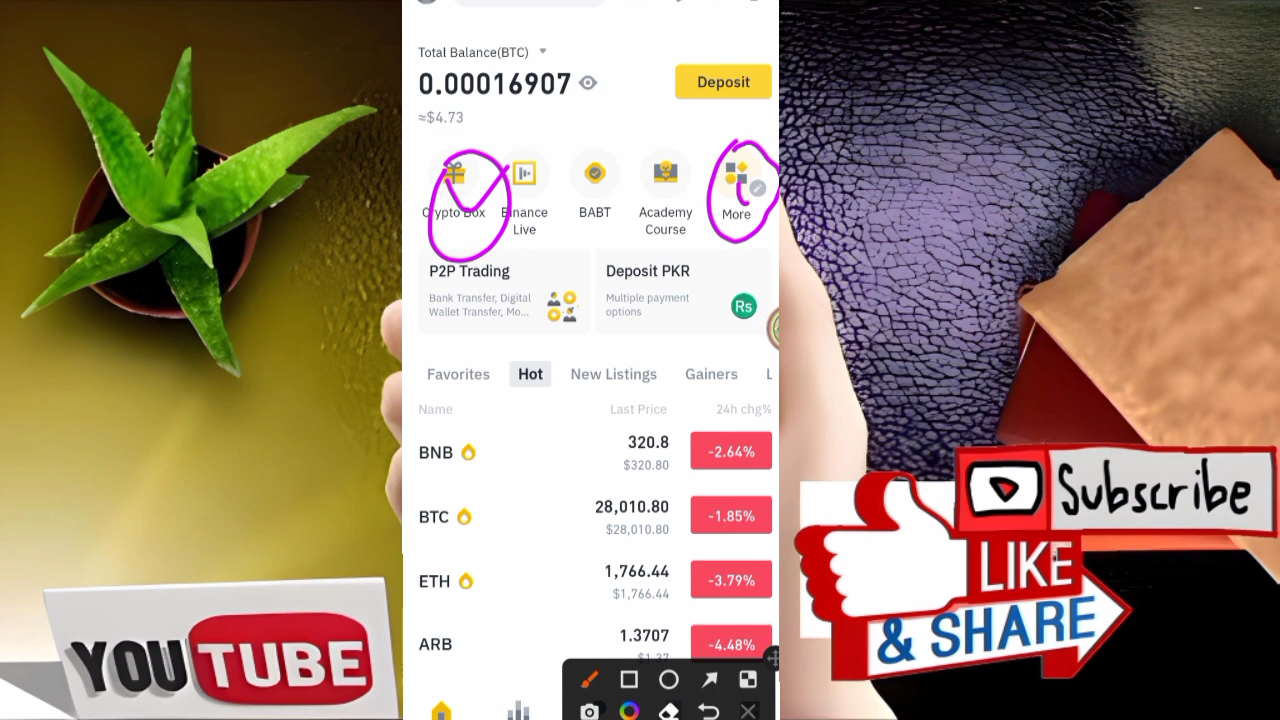 Total Balance(BTC)
0.00016907
Deposit
≈$4.73
Crypto Box
Binance Live
BABT
Academy Course
More
P2P Trading
Bank Transfer, Digital
Wallet Transfer, Mo...
Deposit PKR
Multiple payment
options
Rs
Favorites Hot New Listings Gainers L
Name Last Price 24h chg%
BNB 320.8 -2.64%
$320.80
BTC 28,010.80 -1.85%
$28,010.80
ETH 1,766.44 -3.79%
$1,766.44
ARB 1.3707 -4.48%
$1.37
YOUTUBE
Subscribe
LIKE
& SHARE